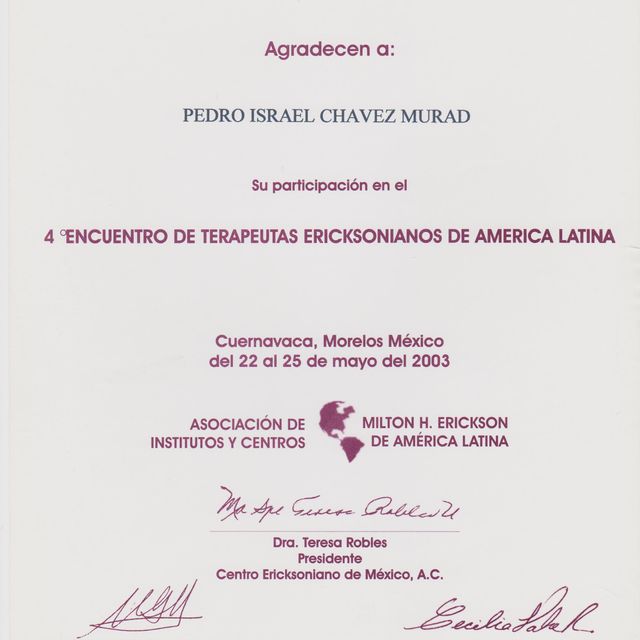 Agradecen a:
PEDRO ISRAEL CHAVEZ MURAD
Su participación en el
4 ºENCUENTRO DE TERAPEUTAS ERICKSONIANOS DE AMERICA LATINA
Cuernavaca, Morelos México
del 22 al 25 de mayo del 2003
ASOCIACIÓN DE INSTITUTOS Y CENTROS
MILTON H. ERICKSON DE AMÉRICA LATINA
Dra. Teresa Robles
Presidente
Centro Ericksoniano de México, A.C.